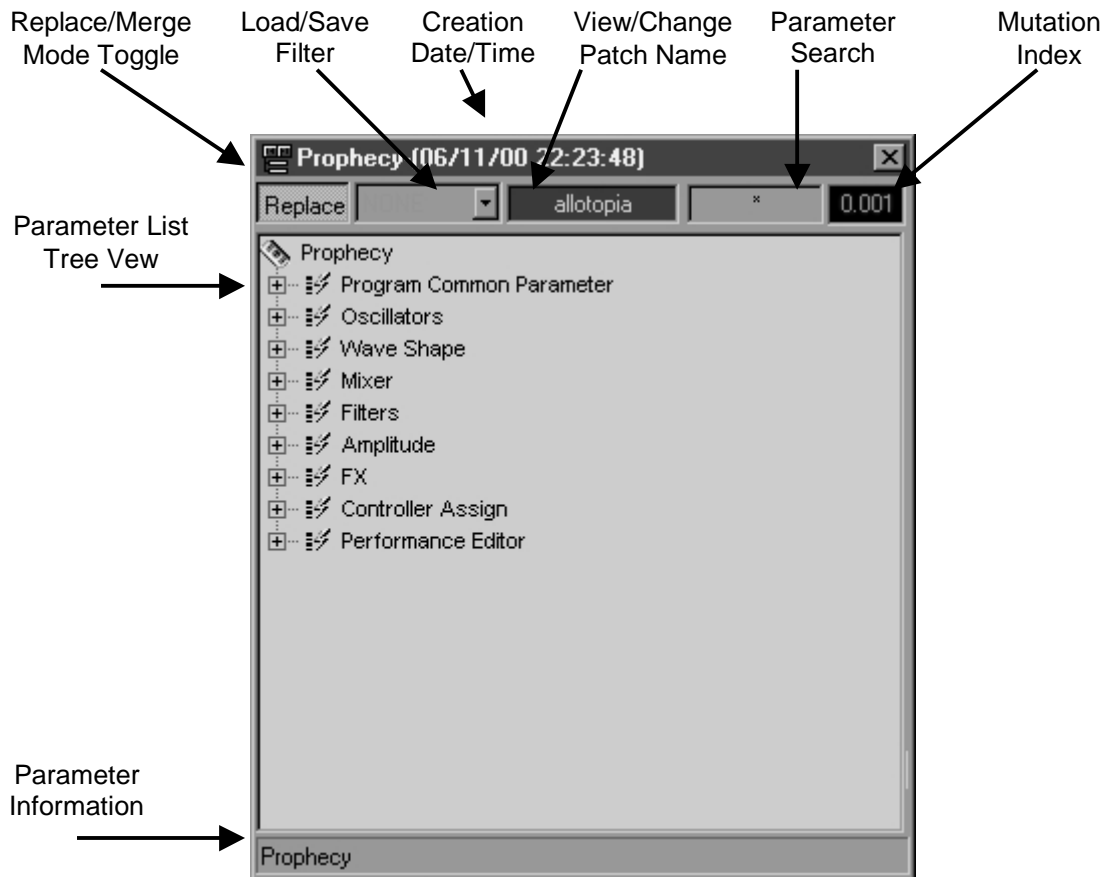 Replace/Merge
Mode Toggle
Load/Save
Filter
Creation
Date/Time
View/Change
Patch Name
Parameter
Search
Mutation
Index
Prophecy (06/11/00 22:23:48)
Replace
NONE
allotopia
*
0.001
Parameter List
Tree Vew
Prophecy
Program Common Parameter
Oscillators
Wave Shape
Mixer
Filters
Amplitude
FX
Controller Assign
Performance Editor
Parameter
Information
Prophecy